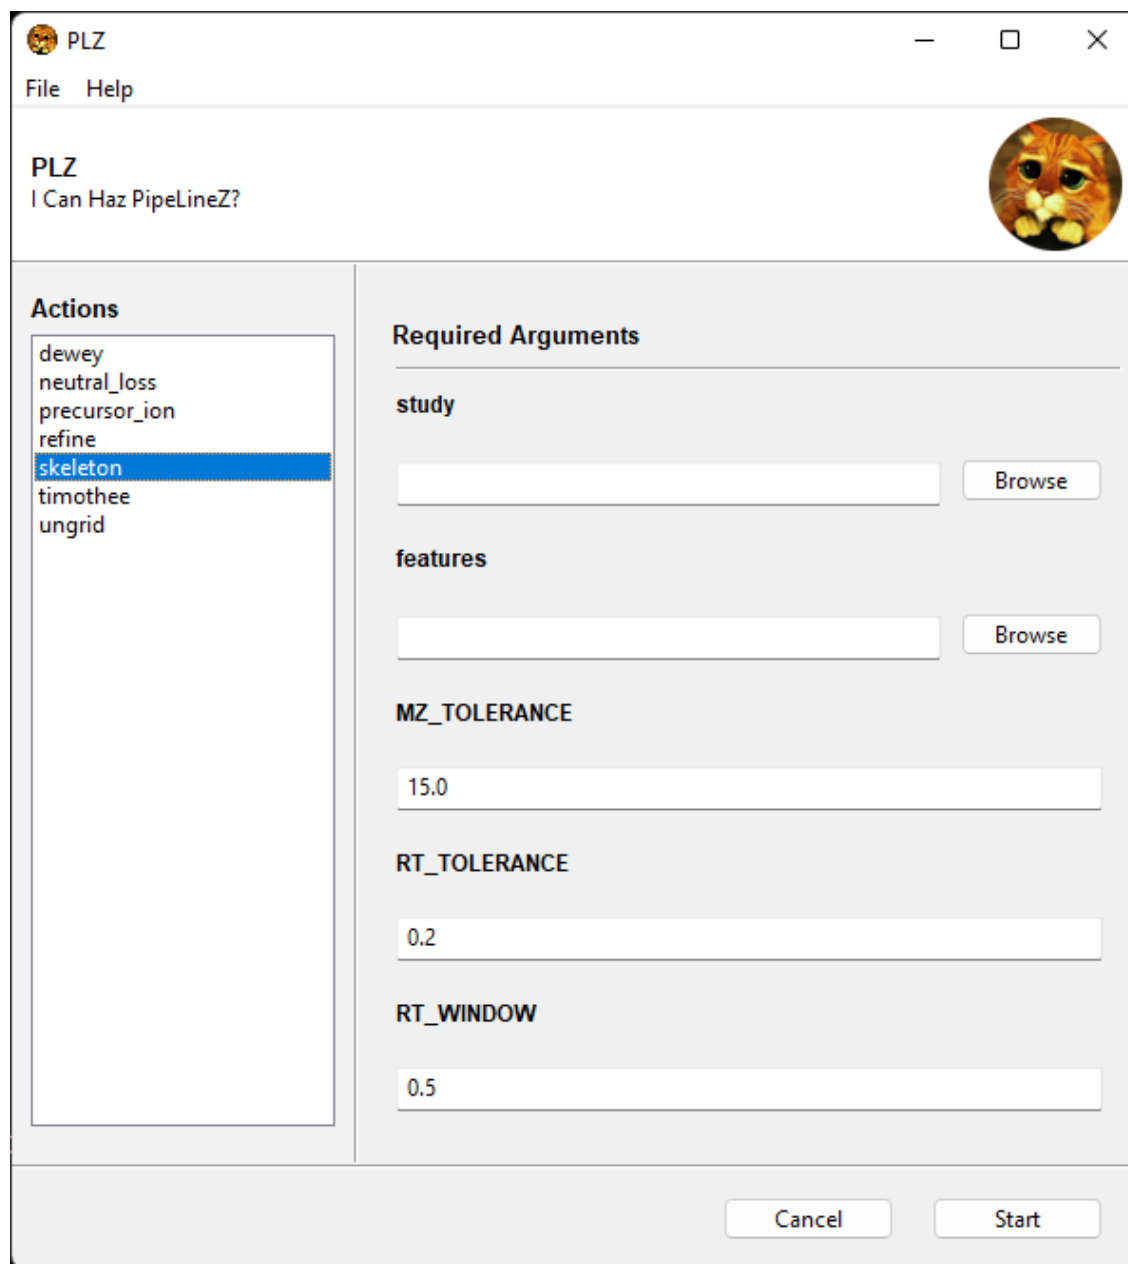 PLZ
File Help
PLZ
I Can Haz PipeLineZ?
Actions
dewey
neutral_loss
precursor_ion
refine
skeleton
timothee
ungrid
Required Arguments
study
Browse
features
Browse
MZ_TOLERANCE
15.0
RT_TOLERANCE
0.2
RT_WINDOW
0.5
Cancel Start